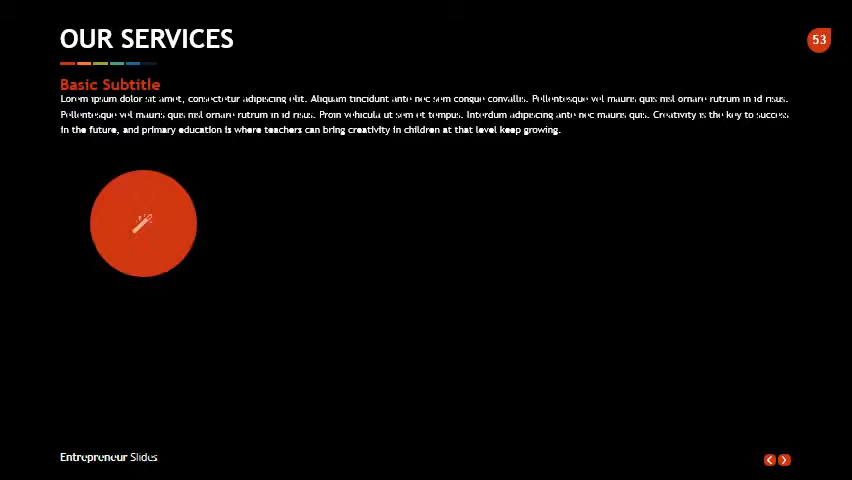 OUR SERVICES
53
Basic Subtitle
Lorem ipsum dolor sit amet, consectetur adipiscing elit. Aliquam tincidunt ante nec sem congue convallis. Pellentesque vel mauris quis nisl ornare rutrum in id risus.
Pellentesque vel mauris quis nisl ornare rutrum in id risus. Proin vehicula ut sem et tempus. Interdum adipiscing ante nec mauris quis. Creativity is the key to success
in the future, and primary education is where teachers can bring creativity in children at that level keep growing.
Entrepreneur Slides